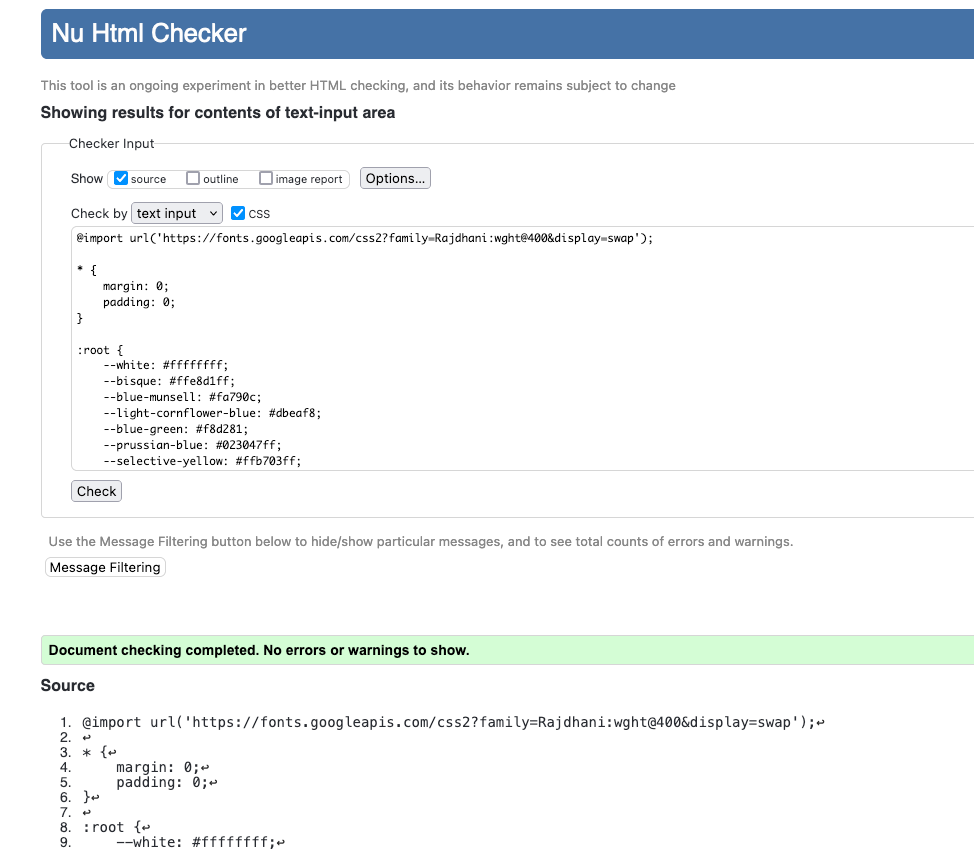 Nu Html Checker
This tool is an ongoing experiment in better HTML checking, and its behavior remains subject to change
Showing results for contents of text-input area
Checker Input
Show source outline image report Options...
Check by text input CSS
@import url('https://fonts.googleapis.com/css2?family=Rajdhani:wght@400&display=swap');
* {
margin: 0;
padding: 0;
}
:root {
--white: #ffffffff;
--bisque: #ffe8d1ff;
--blue-munsell: #fa790c;
--light-cornflower-blue: #dbeaf8;
--blue-green: #f8d281;
--prussian-blue: #023047ff;
--selective-yellow: #ffb703ff;
Check
Use the Message Filtering button below to hide/show particular messages, and to see total counts of errors and warnings.
Message Filtering
Document checking completed. No errors or warnings to show.
Source
1. @import url('https://fonts.googleapis.com/css2?family=Rajdhani:wght@400&display=swap');↩
2. ↩
3. * {↩
4. margin: 0;↩
5. padding: 0;↩
6. }↩
7. ↩
8. :root {↩
9. --white: #ffffffff;↩